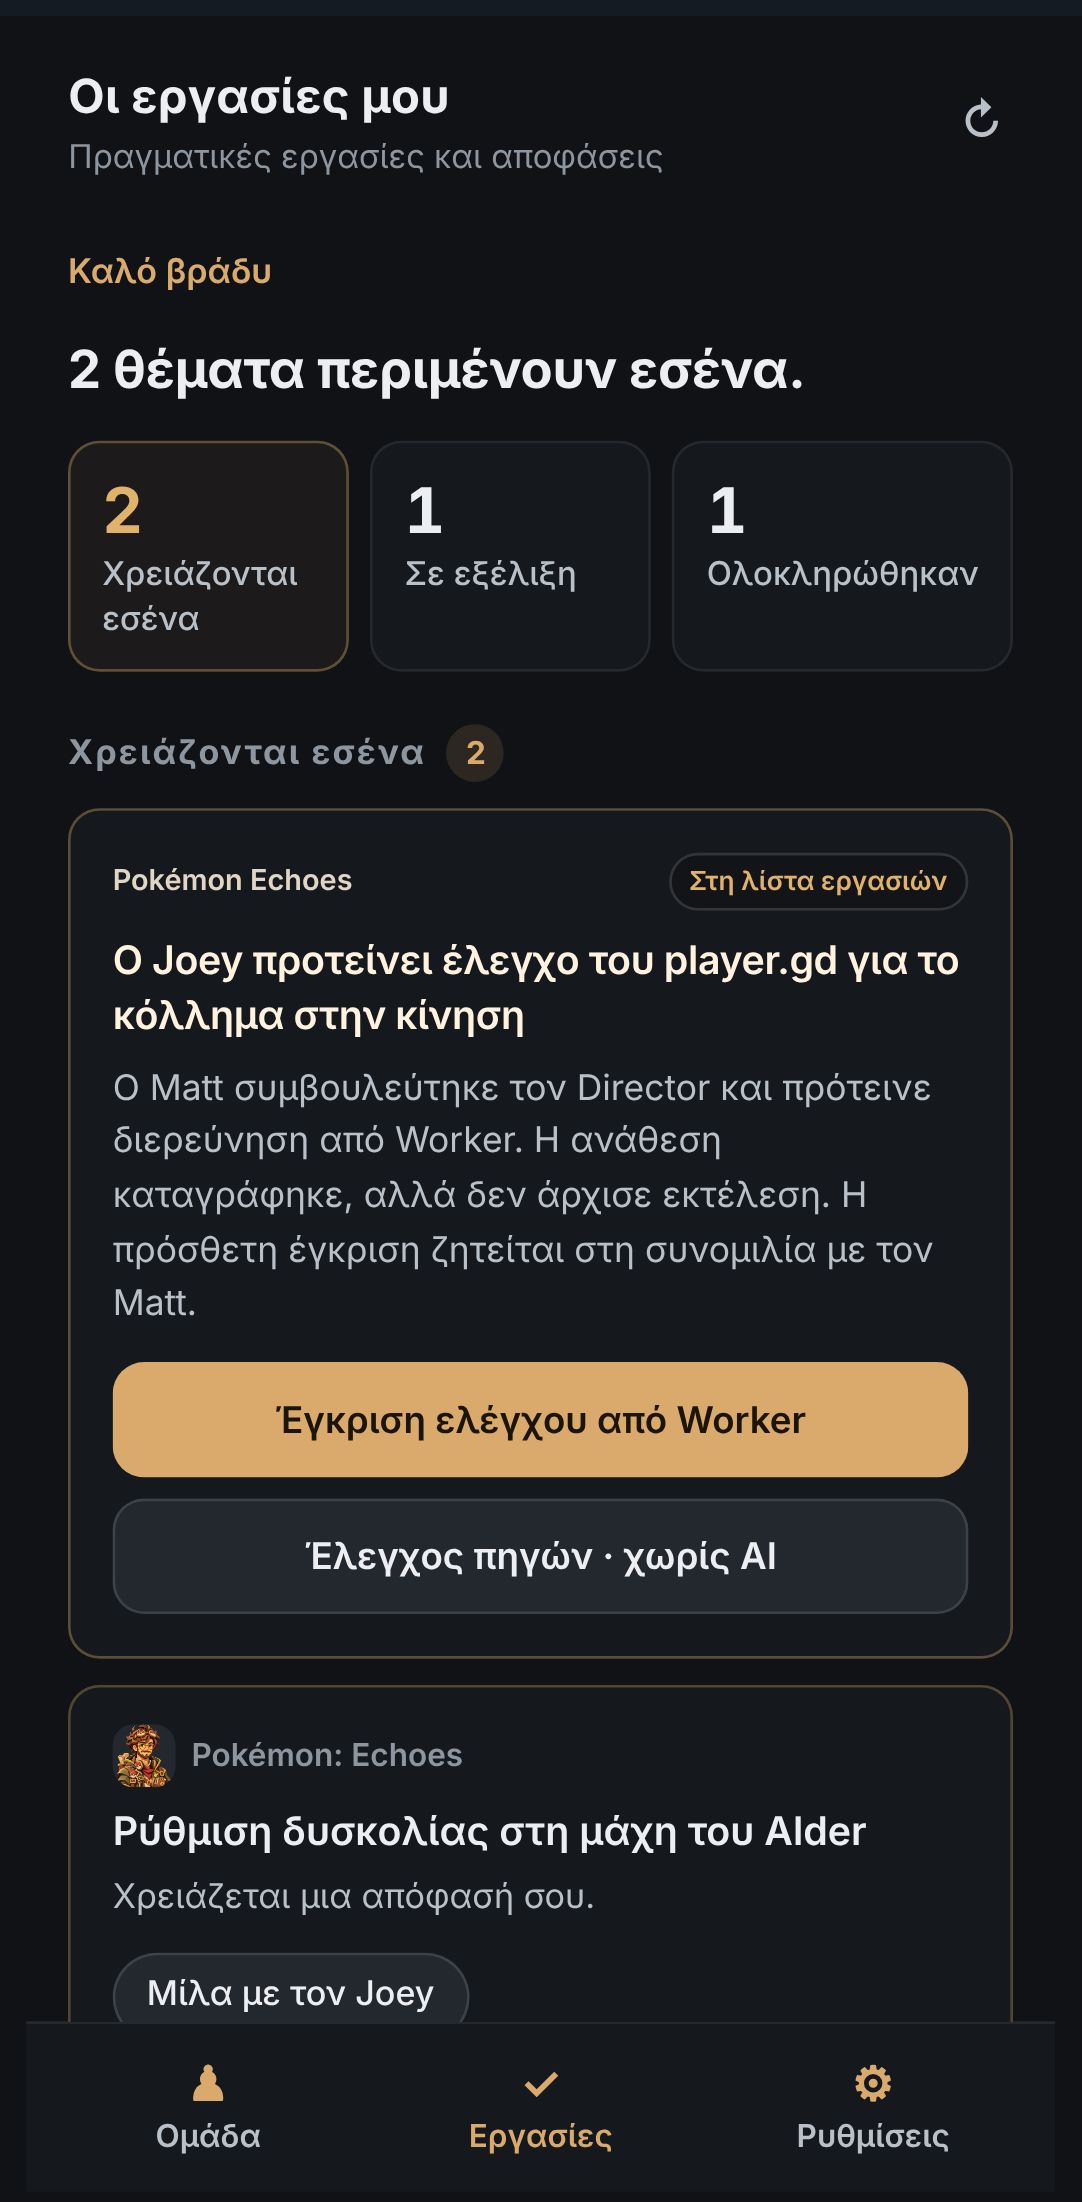 Οι εργασίες μου
Πραγματικές εργασίες και αποφάσεις
Καλό βράδυ
2 θέματα περιμένουν εσένα.
2
Χρειάζονται
εσένα
1
Σε εξέλιξη
1
Ολοκληρώθηκαν
Χρειάζονται εσένα 2
Pokémon Echoes
Στη λίστα εργασιών
Ο Joey προτείνει έλεγχο του player.gd για το
κόλλημα στην κίνηση
Ο Matt συμβουλεύτηκε τον Director και πρότεινε
διερεύνηση από Worker. Η ανάθεση
καταγράφηκε, αλλά δεν άρχισε εκτέλεση. Η
πρόσθετη έγκριση ζητείται στη συνομιλία με τον
Matt.
Έγκριση ελέγχου από Worker
Έλεγχος πηγών · χωρίς AI
Pokémon: Echoes
Ρύθμιση δυσκολίας στη μάχη του Alder
Χρειάζεται μια απόφασή σου.
Μίλα με τον Joey
Ομάδα
Εργασίες
Ρυθμίσεις